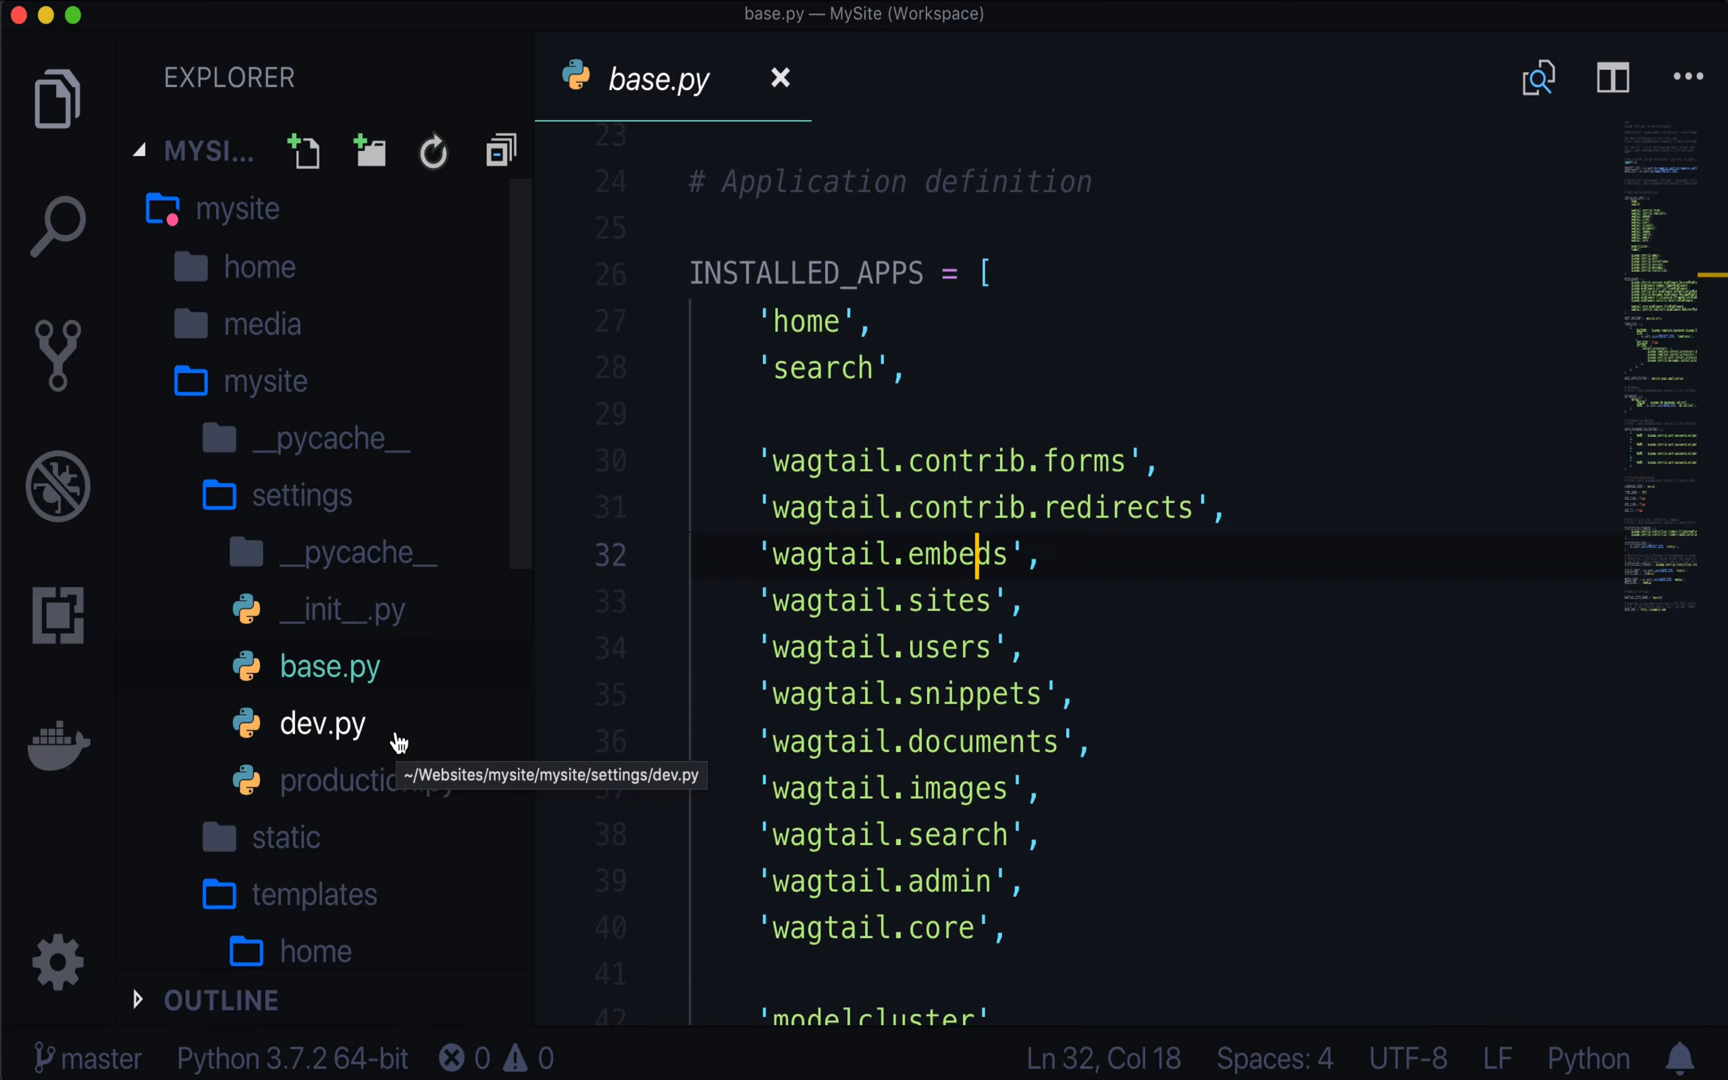 base.py — MySite (Workspace)
EXPLORER
MYSI...
mysite
home
media
mysite
__pycache__
settings
__pycache__
__init__.py
base.py
dev.py
~/Websites/mysite/mysite/settings/dev.py
static
templates
home
OUTLINE
base.py
23
24 # Application definition
25
26 INSTALLED_APPS = [
27 'home',
28 'search',
29
30 'wagtail.contrib.forms',
31 'wagtail.contrib.redirects',
32 'wagtail.embeds',
33 'wagtail.sites',
34 'wagtail.users',
35 'wagtail.snippets',
36 'wagtail.documents',
37 'wagtail.images',
38 'wagtail.search',
39 'wagtail.admin',
40 'wagtail.core',
41
42 'modelcluster'
master Python 3.7.2 64-bit 0 0 Ln 32, Col 18 Spaces: 4 UTF-8 LF Python